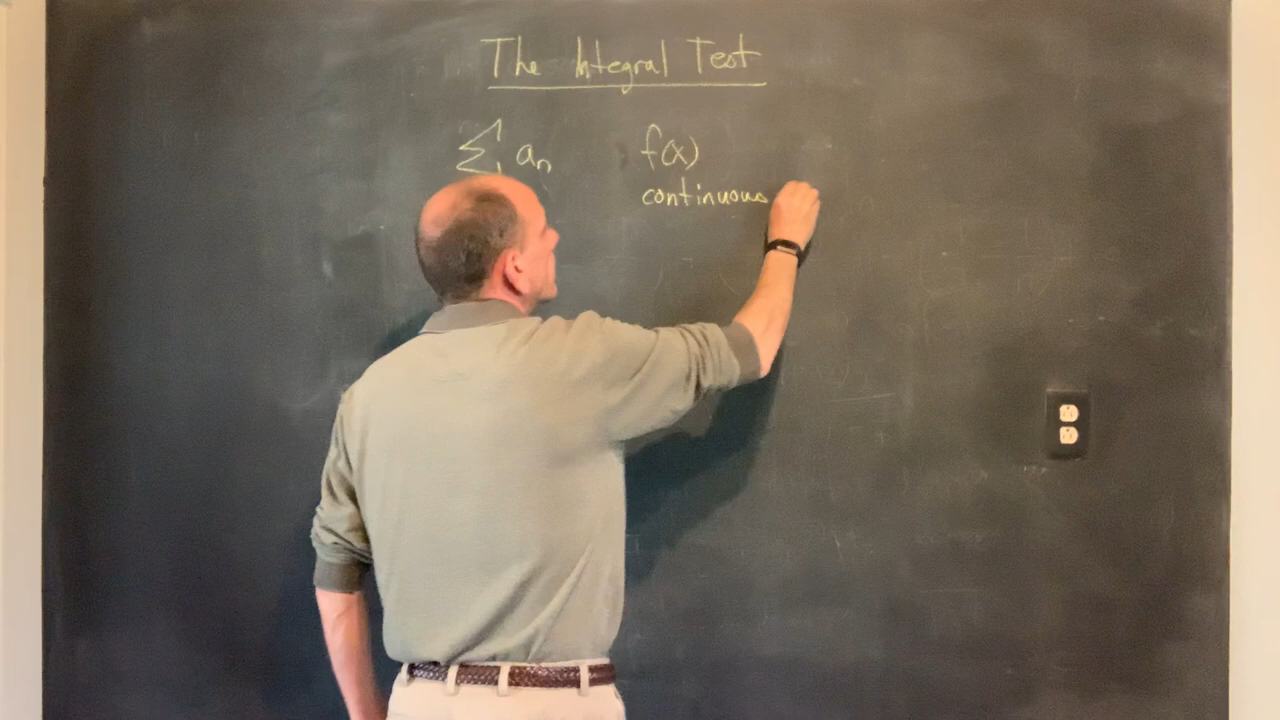 The Integral Test
∑ aₙ f(x)
continuous